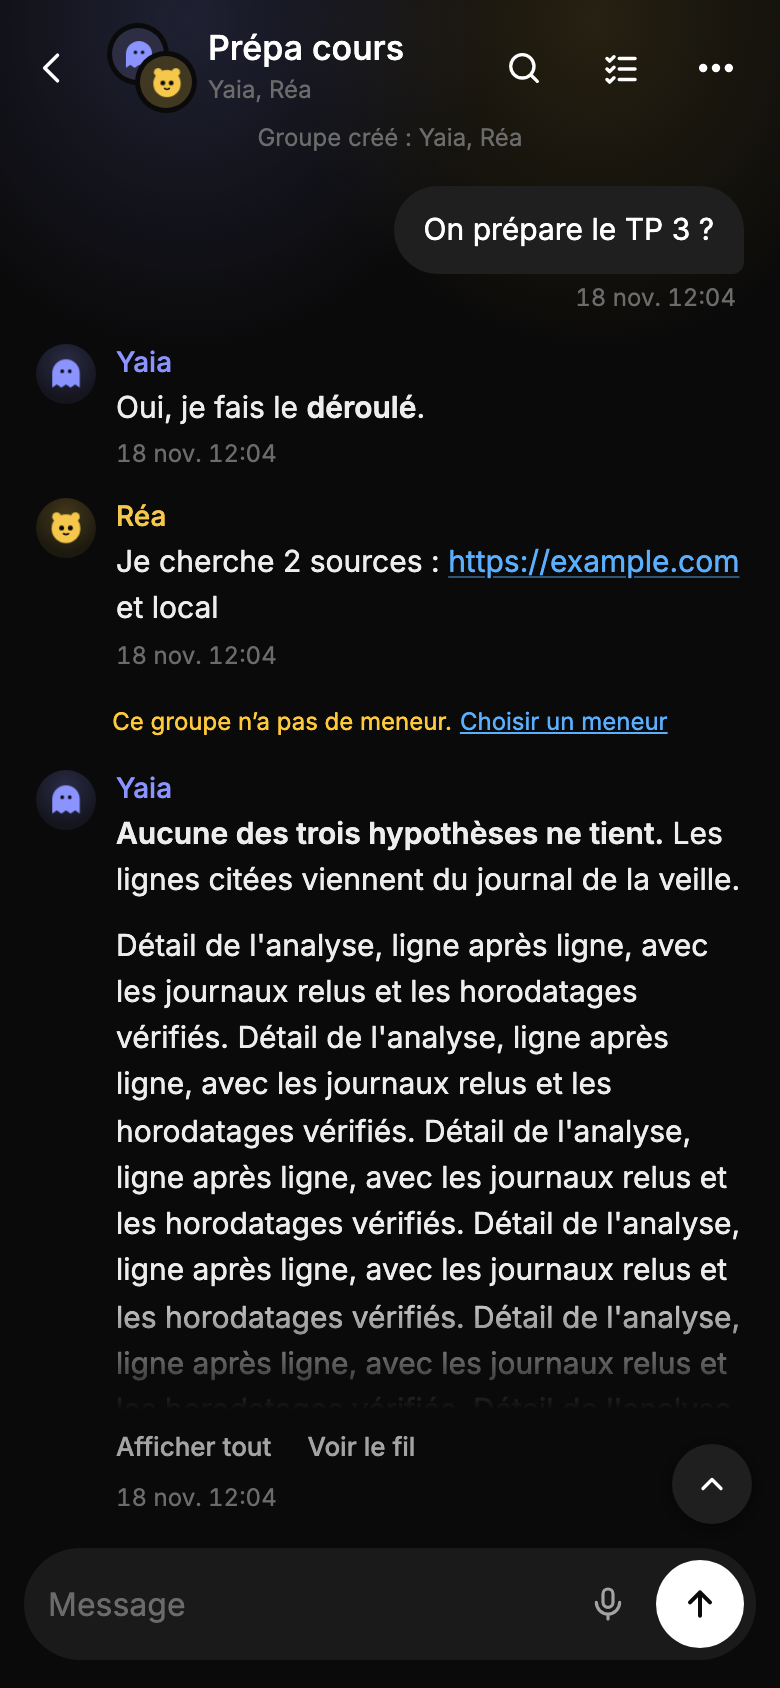 Prépa cours
Yaia, Réa
Groupe créé : Yaia, Réa
On prépare le TP 3 ?
18 nov. 12:04
Yaia
Oui, je fais le déroulé.
18 nov. 12:04
Réa
Je cherche 2 sources : https://example.com
et local
18 nov. 12:04
Ce groupe n’a pas de meneur. Choisir un meneur
Yaia
Aucune des trois hypothèses ne tient. Les
lignes citées viennent du journal de la veille.
Détail de l'analyse, ligne après ligne, avec
les journaux relus et les horodatages
vérifiés. Détail de l'analyse, ligne après
ligne, avec les journaux relus et les
horodatages vérifiés. Détail de l'analyse,
ligne après ligne, avec les journaux relus et
les horodatages vérifiés. Détail de l'analyse,
ligne après ligne, avec les journaux relus et
les horodatages vérifiés. Détail de l'analyse,
ligne après ligne, avec les journaux relus et
Afficher tout Voir le fil
18 nov. 12:04
Message